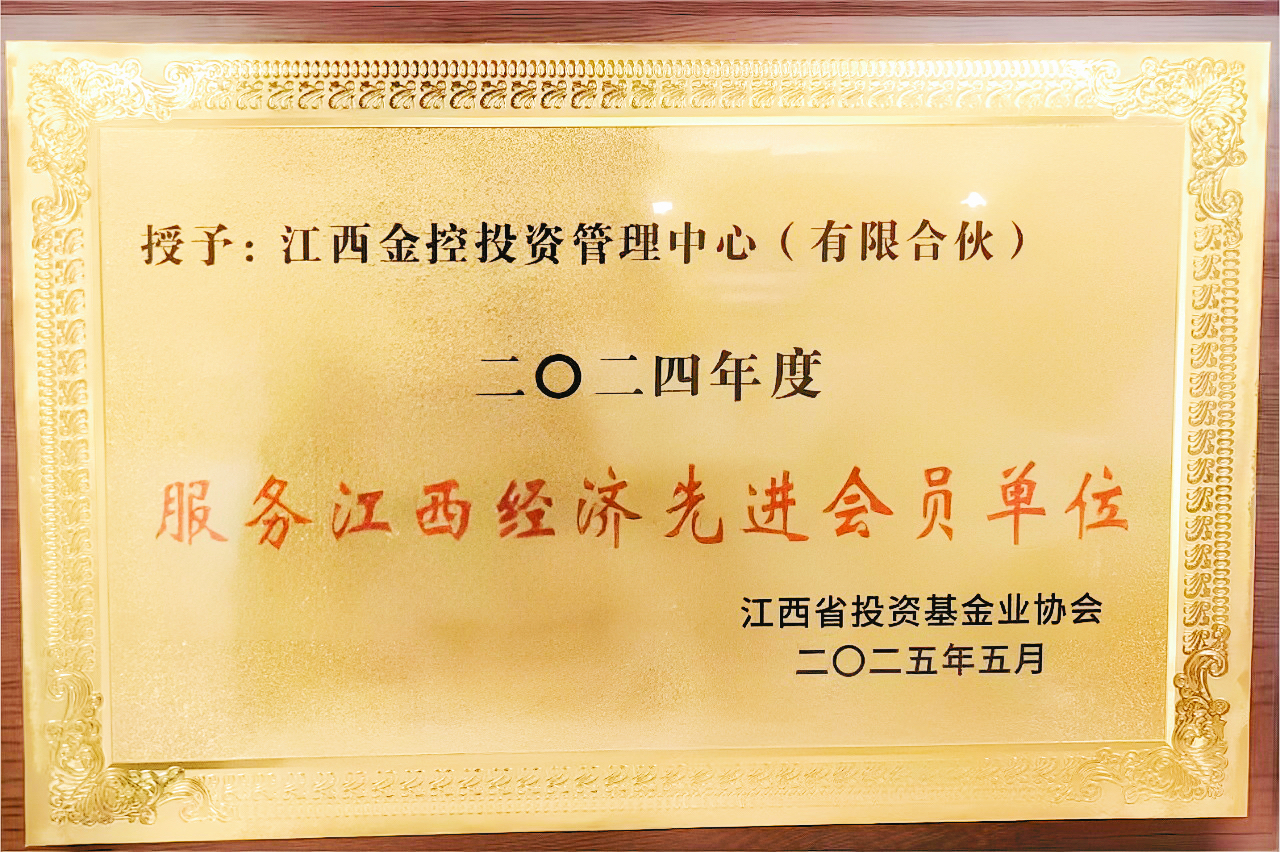 授予：江西金控投资管理中心（有限合伙）
二〇二四年度
服务江西经济先进会员单位
江西省投资基金业协会
二〇二五年五月